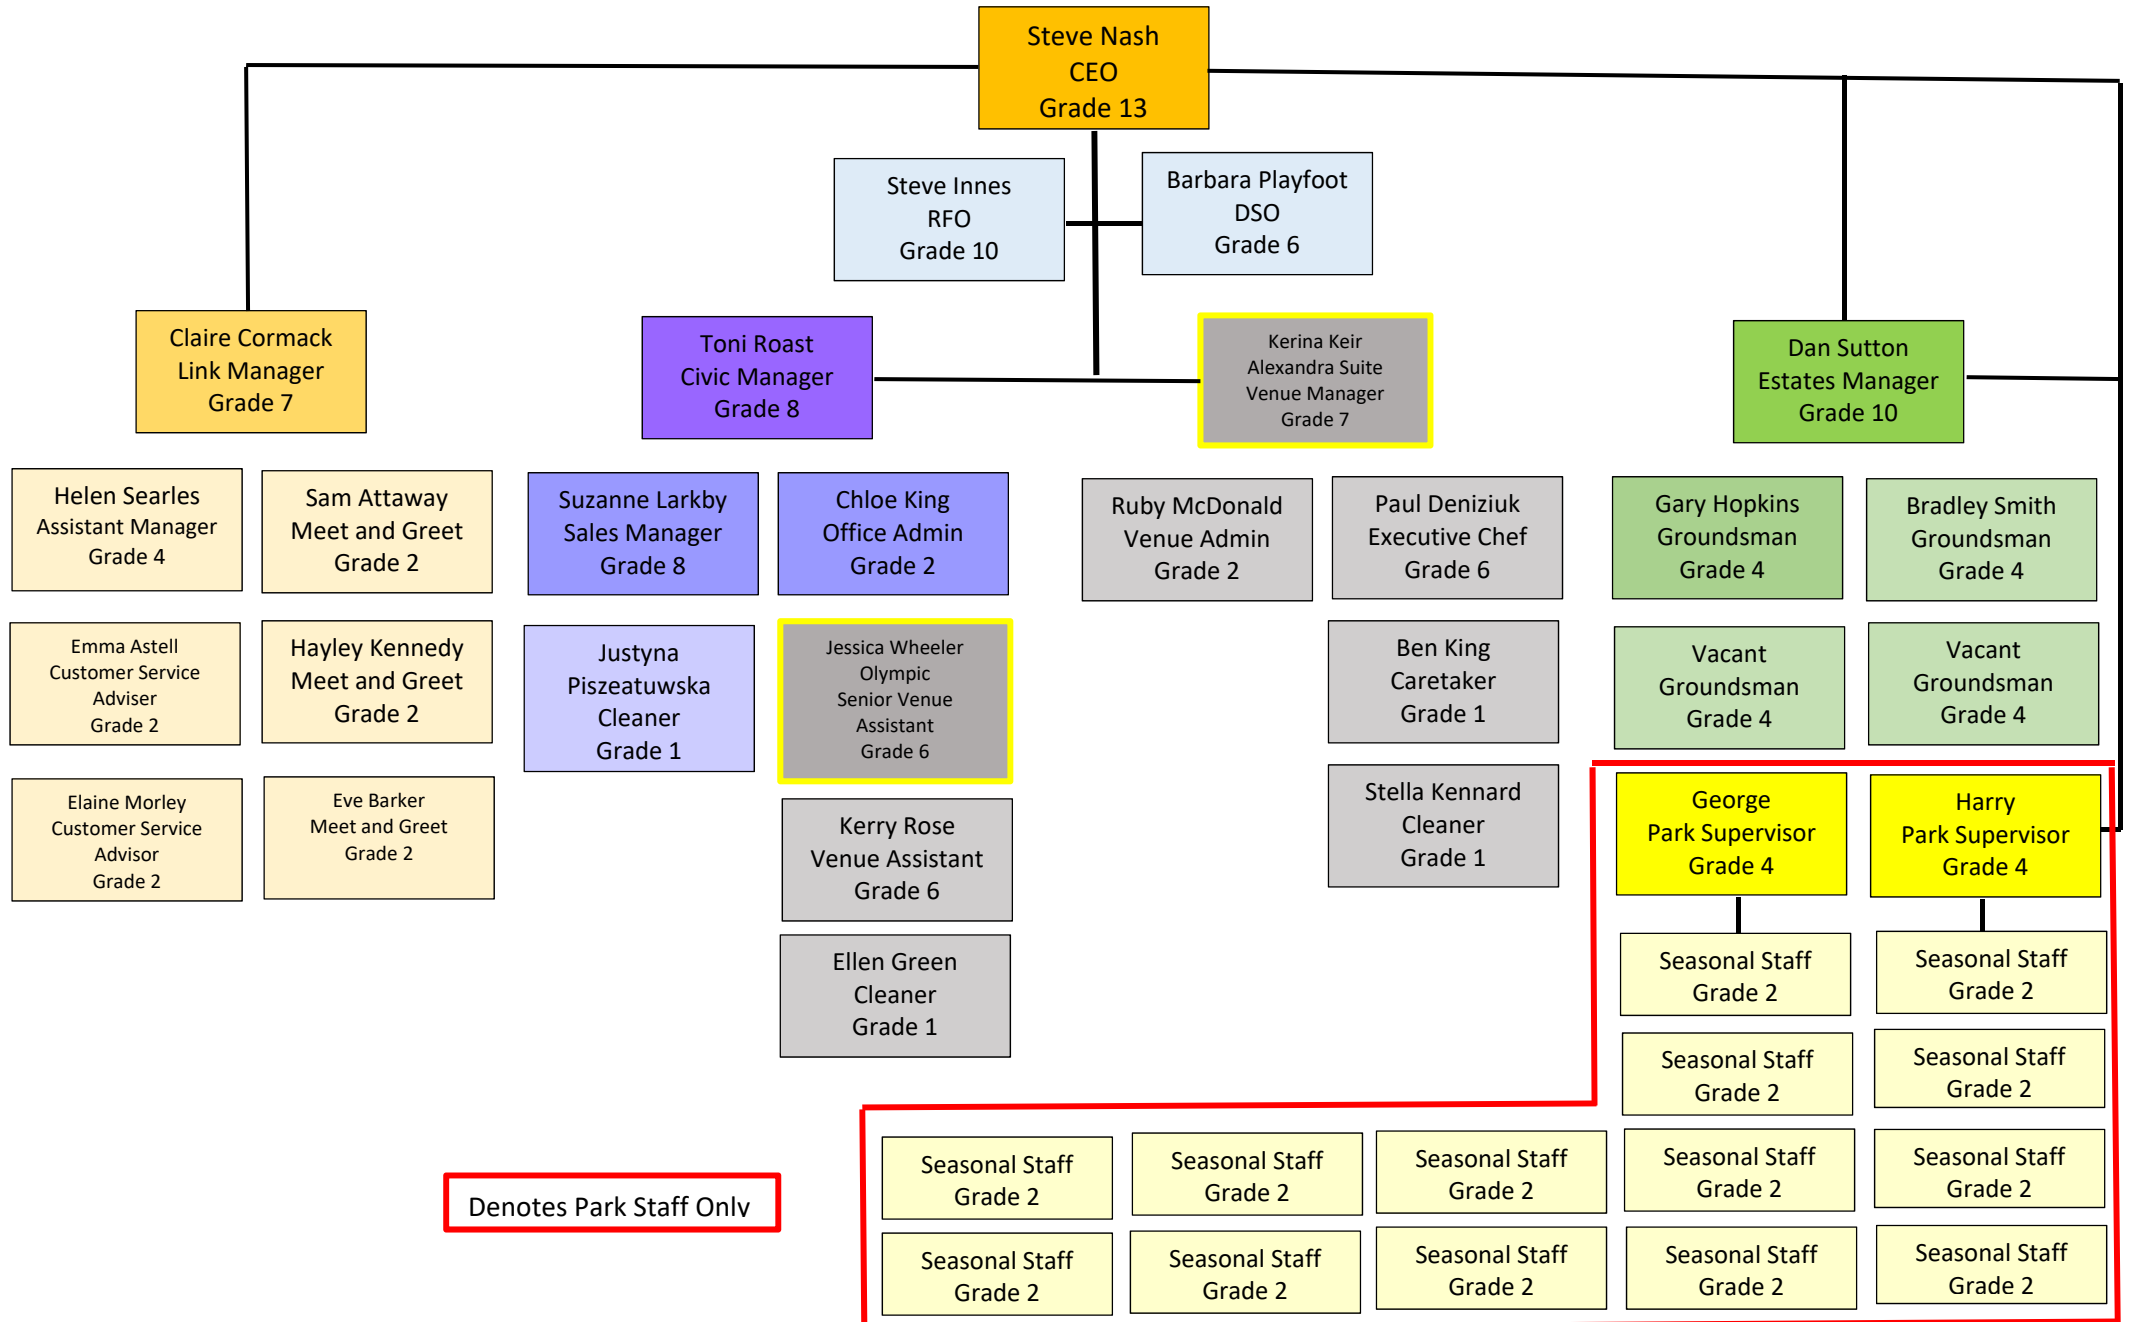 Steve Nash
CEO
Grade 13
Steve Innes
RFO
Grade 10
Barbara Playfoot
DSO
Grade 6
Claire Cormack
Link Manager
Grade 7
Toni Roast
Civic Manager
Grade 8
Kerina Keir
Alexandra Suite
Venue Manager
Grade 7
Dan Sutton
Estates Manager
Grade 10
Helen Searles
Assistant Manager
Grade 4
Sam Attaway
Meet and Greet
Grade 2
Suzanne Larkby
Sales Manager
Grade 8
Chloe King
Office Admin
Grade 2
Ruby McDonald
Venue Admin
Grade 2
Paul Deniziuk
Executive Chef
Grade 6
Gary Hopkins
Groundsman
Grade 4
Bradley Smith
Groundsman
Grade 4
Emma Astell
Customer Service
Adviser
Grade 2
Hayley Kennedy
Meet and Greet
Grade 2
Justyna
Piszeatuwska
Cleaner
Grade 1
Jessica Wheeler
Olympic
Senior Venue
Assistant
Grade 6
Ben King
Caretaker
Grade 1
Vacant
Groundsman
Grade 4
Vacant
Groundsman
Grade 4
Elaine Morley
Customer Service
Advisor
Grade 2
Eve Barker
Meet and Greet
Grade 2
Kerry Rose
Venue Assistant
Grade 6
Stella Kennard
Cleaner
Grade 1
George
Park Supervisor
Grade 4
Harry
Park Supervisor
Grade 4
Ellen Green
Cleaner
Grade 1
Seasonal Staff
Grade 2
Seasonal Staff
Grade 2
Seasonal Staff
Grade 2
Seasonal Staff
Grade 2
Seasonal Staff
Grade 2
Seasonal Staff
Grade 2
Seasonal Staff
Grade 2
Seasonal Staff
Grade 2
Seasonal Staff
Grade 2
Denotes Park Staff Only
Seasonal Staff
Grade 2
Seasonal Staff
Grade 2
Seasonal Staff
Grade 2
Seasonal Staff
Grade 2
Seasonal Staff
Grade 2